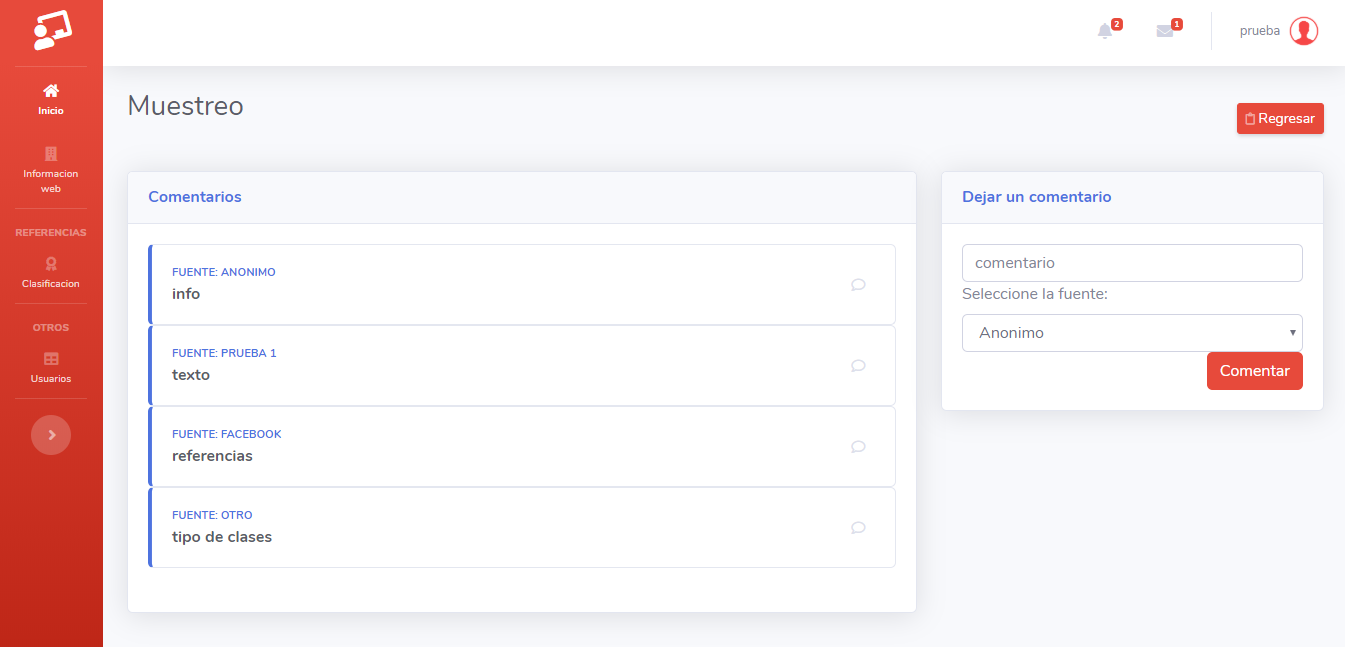 2
1
prueba
Inicio
Informacion
web
REFERENCIAS
Clasificacion
OTROS
Usuarios
Muestreo
Regresar
Comentarios
FUENTE: ANONIMO
info
FUENTE: PRUEBA 1
texto
FUENTE: FACEBOOK
referencias
FUENTE: OTRO
tipo de clases
Dejar un comentario
comentario
Seleccione la fuente:
Anonimo
Comentar